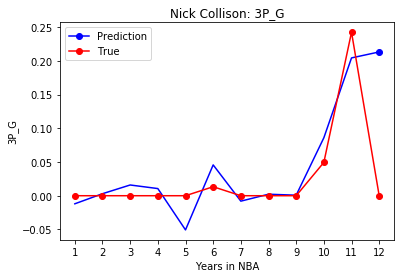 Nick Collison: 3P_G
Prediction
True
0.25
0.20
0.15
0.10
0.05
0.00
−0.05
3P_G
1 2 3 4 5 6 7 8 9 10 11 12
Years in NBA